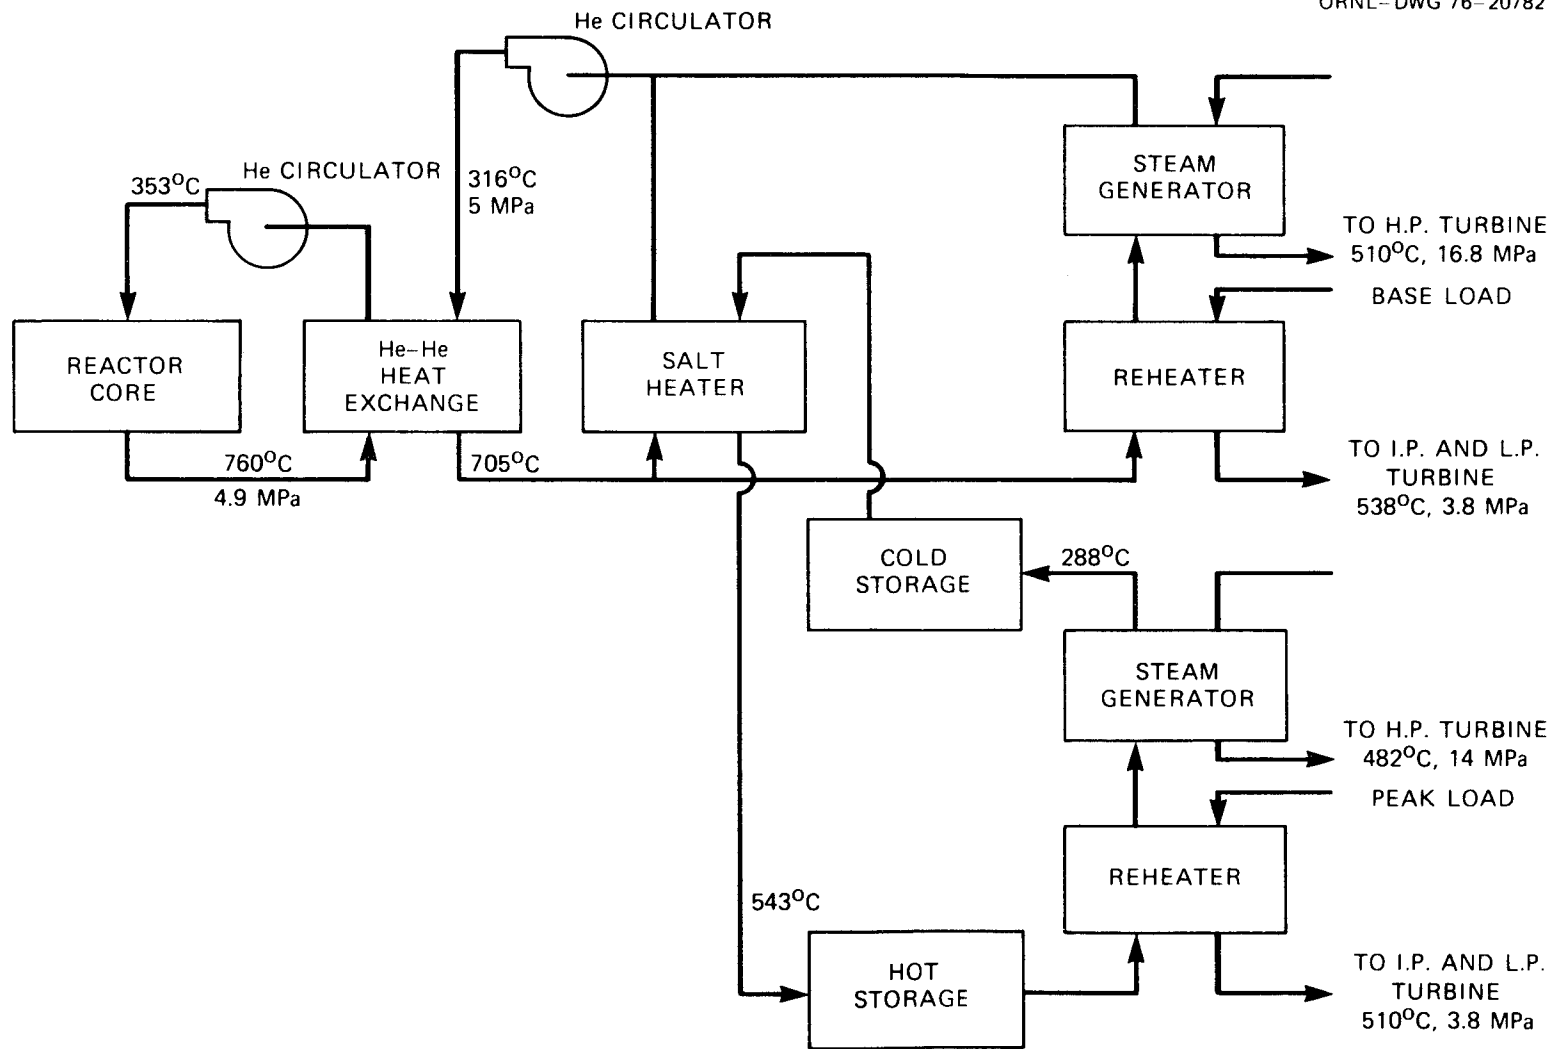 ORNL-DWG 76-20782
He CIRCULATOR
He CIRCULATOR
353°C
316°C
5 MPa
STEAM
GENERATOR
TO H.P. TURBINE
510°C, 16.8 MPa
BASE LOAD
REACTOR
CORE
He-He
HEAT
EXCHANGE
SALT
HEATER
REHEATER
760°C
4.9 MPa
705°C
TO I.P. AND L.P.
TURBINE
538°C, 3.8 MPa
COLD
STORAGE
288°C
STEAM
GENERATOR
TO H.P. TURBINE
482°C, 14 MPa
PEAK LOAD
REHEATER
543°C
HOT
STORAGE
TO I.P. AND L.P.
TURBINE
510°C, 3.8 MPa